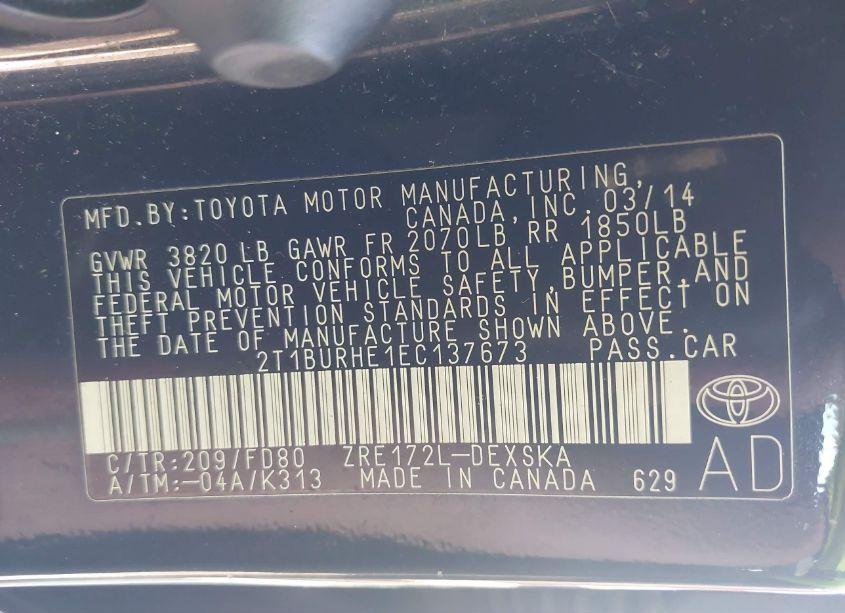 MFD.BY:TOYOTA MOTOR MANUFACTURING,
CANADA,INC. 03/14
GVWR 3820 LB GAWR FR 2070LB RR 1850LB
THIS VEHICLE CONFORMS TO ALL APPLICABLE
FEDERAL MOTOR VEHICLE SAFETY,BUMPER,AND
THEFT PREVENTION STANDARDS IN EFFECT ON
THE DATE OF MANUFACTURE SHOWN ABOVE.
2T1BURHE1EC137673 PASS.CAR
C/TR:209/FD80 ZRE172L-DEXSKA
A/TM:-04A/K313 MADE IN CANADA 629
AD